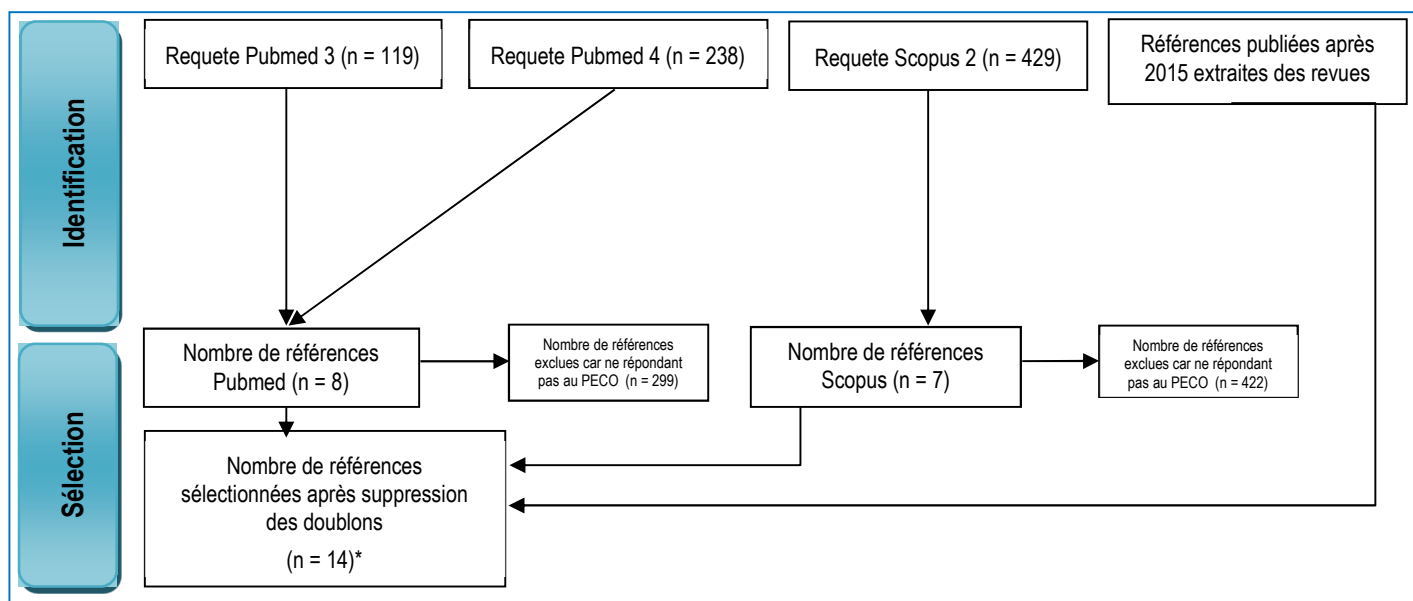 Identification
Requete Pubmed 3 (n = 119)
Requete Pubmed 4 (n = 238)
Requete Scopus 2 (n = 429)
Références publiées après
2015 extraites des revues
Sélection
Nombre de références
Pubmed (n = 8)
Nombre de références
exclues car ne répondant
pas au PECO (n = 299)
Nombre de références
Scopus (n = 7)
Nombre de références
exclues car ne répondant
pas au PECO (n = 422)
Nombre de références
sélectionnées après suppression
des doublons
(n = 14)*